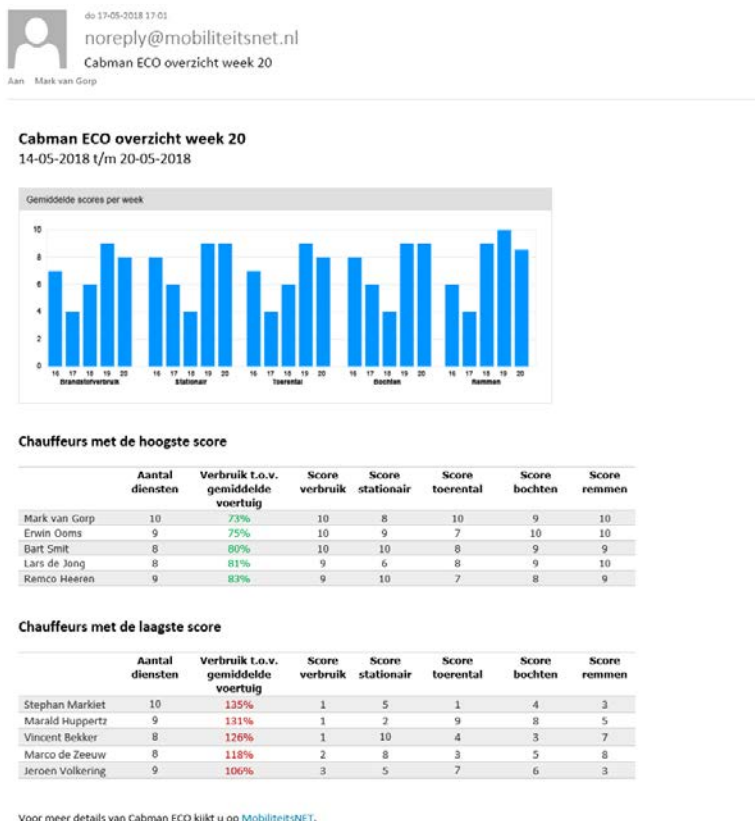 do 17-05-2018 17:01
noreply@mobiliteitsnet.nl
Cabman ECO overzicht week 20
Aan Mark van Gorp
Cabman ECO overzicht week 20
14-05-2018 t/m 20-05-2018
Gemiddelde scores per week
10
8
6
4
2
0
16 17 18 19 20 16 17 18 19 20 16 17 18 19 20 16 17 18 19 20 16 17 18 19 20
Brandstofverbruik Stationair Toerental Bochten Remmen
Chauffeurs met de hoogste score
Aantal Verbruik t.o.v. Score Score Score Score Score
diensten gemiddelde verbruik stationair toerental bochten remmen
voertuig
Mark van Gorp 10 73% 10 8 10 9 10
Erwin Ooms 9 75% 10 9 7 10 10
Bart Smit 8 80% 10 10 8 9 9
Lars de Jong 8 81% 9 6 8 9 10
Remco Heeren 9 83% 9 10 7 8 9
Chauffeurs met de laagste score
Aantal Verbruik t.o.v. Score Score Score Score Score
diensten gemiddelde verbruik stationair toerental bochten remmen
voertuig
Stephan Markiet 10 135% 1 5 1 4 3
Marald Huppertz 9 131% 1 2 9 8 5
Vincent Bekker 8 126% 1 10 4 3 7
Marco de Zeeuw 8 118% 2 8 3 5 8
Jeroen Volkering 9 106% 3 5 7 6 3
Voor meer details van Cabman ECO kijkt u op MobiliteitsNET.